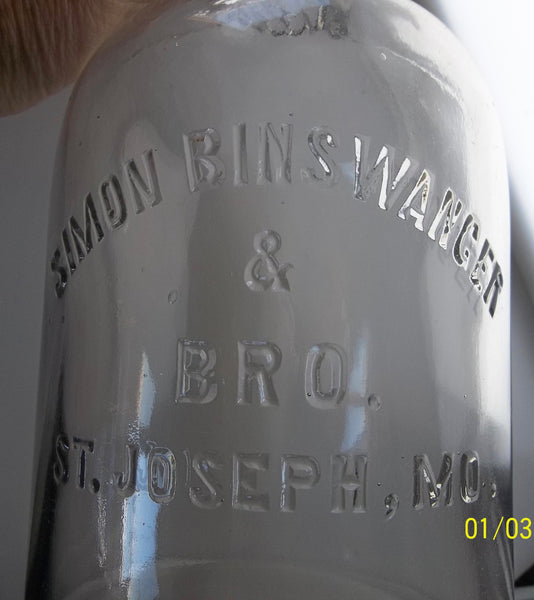 SIMON BINSWANGER
&
BRO.
ST. JOSEPH, MO.
01/03